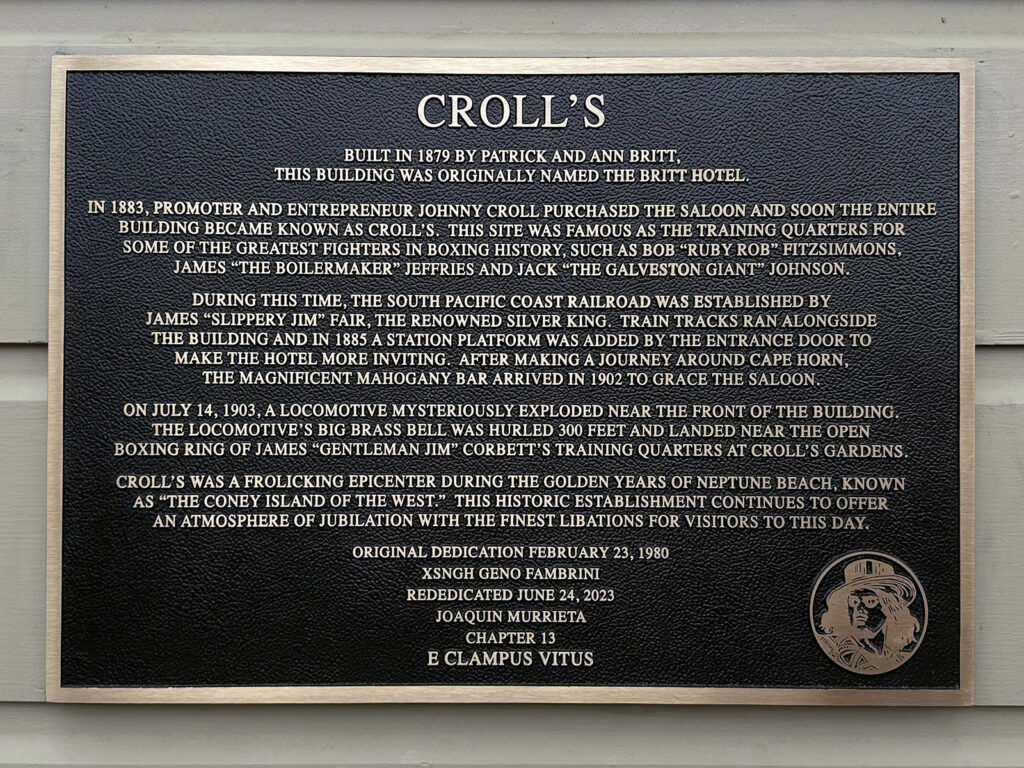 CROLL'S
BUILT IN 1879 BY PATRICK AND ANN BRITT,
THIS BUILDING WAS ORIGINALLY NAMED THE BRITT HOTEL.
IN 1883, PROMOTER AND ENTREPRENEUR JOHNNY CROLL PURCHASED THE SALOON AND SOON THE ENTIRE
BUILDING BECAME KNOWN AS CROLL'S. THIS SITE WAS FAMOUS AS THE TRAINING QUARTERS FOR
SOME OF THE GREATEST FIGHTERS IN BOXING HISTORY, SUCH AS BOB “RUBY ROB” FITZSIMMONS,
JAMES “THE BOILERMAKER” JEFFRIES AND JACK “THE GALVESTON GIANT” JOHNSON.
DURING THIS TIME, THE SOUTH PACIFIC COAST RAILROAD WAS ESTABLISHED BY
JAMES “SLIPPERY JIM” FAIR, THE RENOWNED SILVER KING. TRAIN TRACKS RAN ALONGSIDE
THE BUILDING AND IN 1885 A STATION PLATFORM WAS ADDED BY THE ENTRANCE DOOR TO
MAKE THE HOTEL MORE INVITING. AFTER MAKING A JOURNEY AROUND CAPE HORN,
THE MAGNIFICENT MAHOGANY BAR ARRIVED IN 1902 TO GRACE THE SALOON.
ON JULY 14, 1903, A LOCOMOTIVE MYSTERIOUSLY EXPLODED NEAR THE FRONT OF THE BUILDING.
THE LOCOMOTIVE'S BIG BRASS BELL WAS HURLED 300 FEET AND LANDED NEAR THE OPEN
BOXING RING OF JAMES “GENTLEMAN JIM” CORBETT'S TRAINING QUARTERS AT CROLL'S GARDENS.
CROLL'S WAS A FROLICKING EPICENTER DURING THE GOLDEN YEARS OF NEPTUNE BEACH, KNOWN
AS “THE CONEY ISLAND OF THE WEST.” THIS HISTORIC ESTABLISHMENT CONTINUES TO OFFER
AN ATMOSPHERE OF JUBILATION WITH THE FINEST LIBATIONS FOR VISITORS TO THIS DAY.
ORIGINAL DEDICATION FEBRUARY 23, 1980
XSNGH GENO FAMBRINI
REDEDICATED JUNE 24, 2023
JOAQUIN MURRIETA
CHAPTER 13
E CLAMPUS VITUS